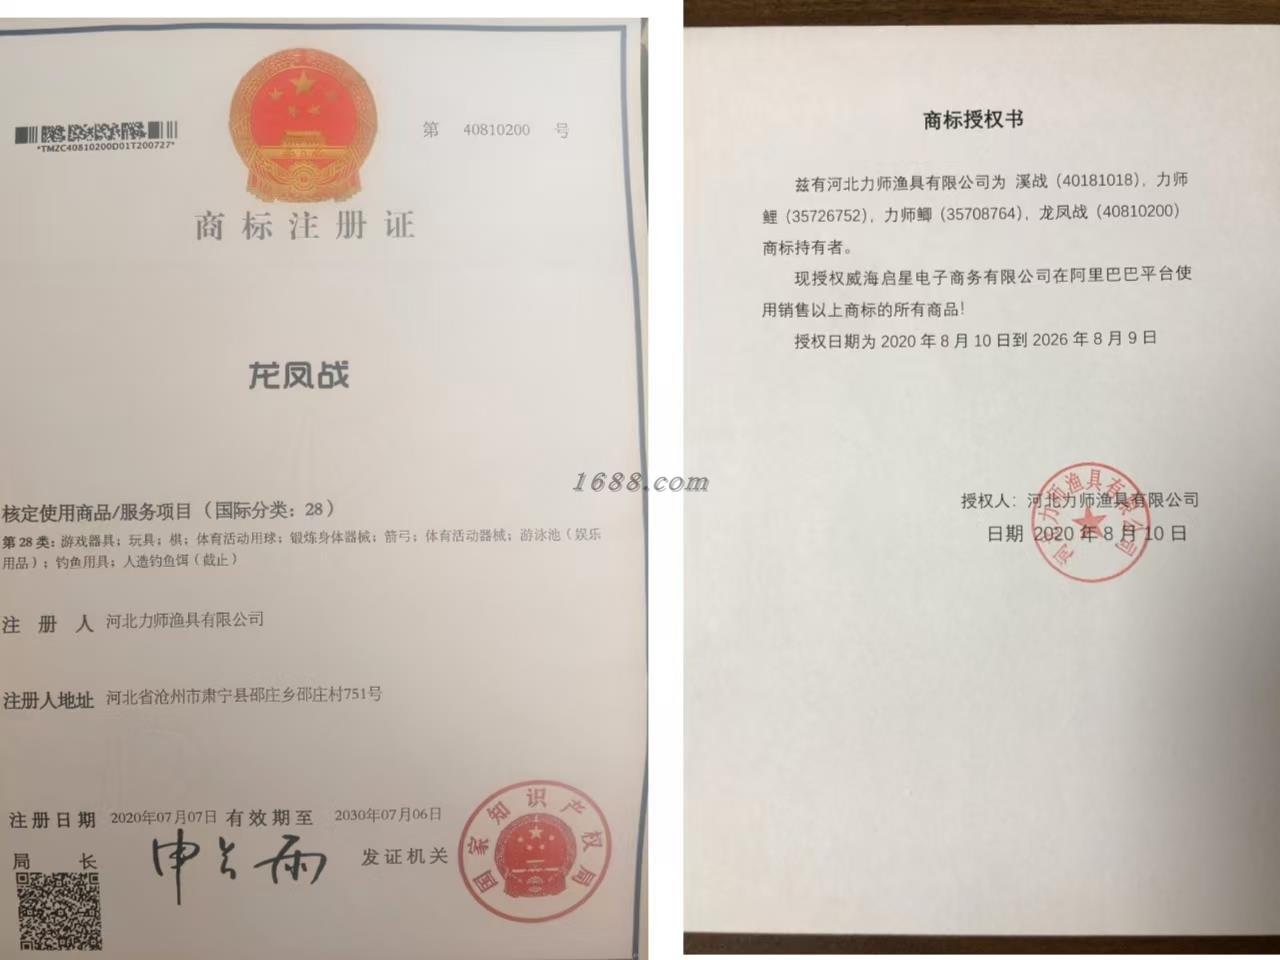 *TMZC40810200D01T200727*
第 40810200 号
商标注册证
龙凤战
核定使用商品/服务项目（国际分类：28）
第28类：游戏器具；玩具；棋；体育活动用球；锻炼身体器械；箭弓；体育活动器械；游泳池（娱乐
用品）；钓鱼用具；人造钓鱼饵（截止）
注册人 河北力师渔具有限公司
注册人地址 河北省沧州市肃宁县邵庄乡邵庄村751号
注册日期 2020年07月07日 有效期至 2030年07月06日
局长 申长雨 发证机关
国家知识产权局
1688.com
商标授权书
兹有河北力师渔具有限公司为 溪战（40181018），力师
鲤（35726752），力师鲫（35708764），龙凤战（40810200）
商标持有者。
现授权威海启星电子商务有限公司在阿里巴巴平台使
用销售以上商标的所有商品！
授权日期为 2020 年 8 月 10 日到 2026 年 8 月 9 日
授权人：河北力师渔具有限公司
日期 2020 年 8 月 10 日
河北力师渔具有限公司